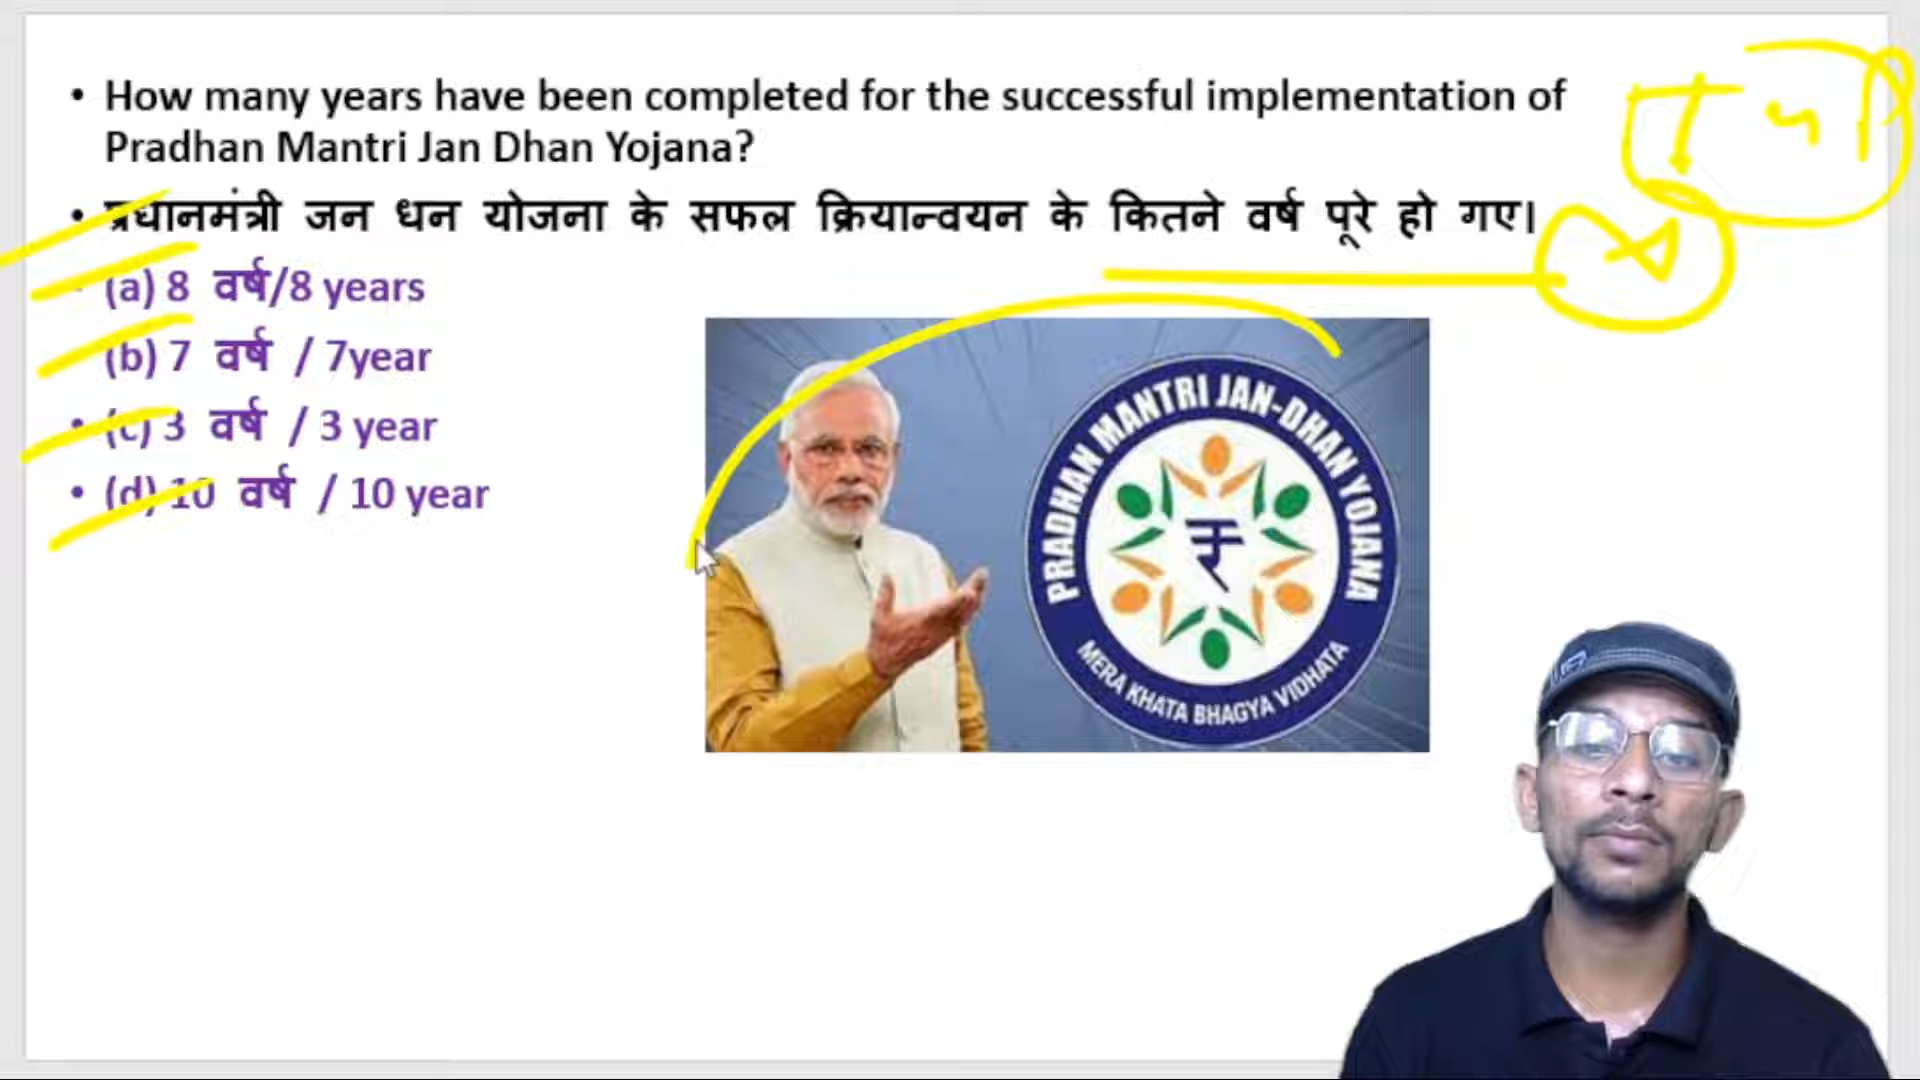 • How many years have been completed for the successful implementation of
Pradhan Mantri Jan Dhan Yojana?
• प्रधानमंत्री जन धन योजना के सफल क्रियान्वयन के कितने वर्ष पूरे हो गए।
• (a) 8 वर्ष/8 years
(b) 7 वर्ष / 7year
• (c) 3 वर्ष / 3 year
• (d) 10 वर्ष / 10 year
PRADHAN MANTRI JAN-DHAN YOJANA
₹
MERA KHATA BHAGYA VIDHATA